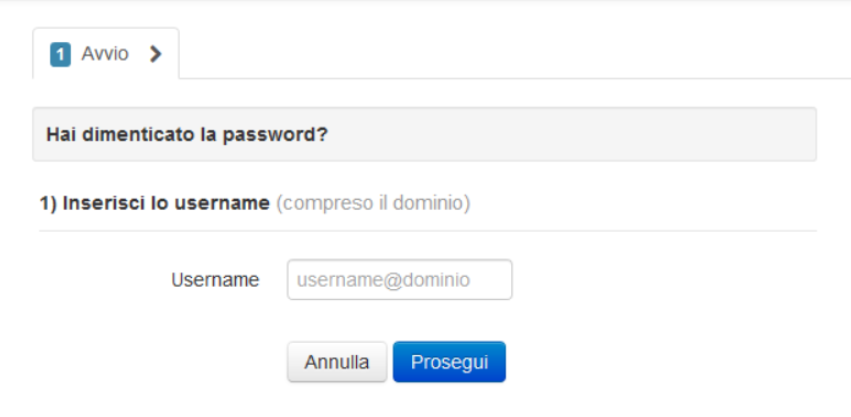 1 Avvio
Hai dimenticato la password?
1) Inserisci lo username (compreso il dominio)
Username username@dominio
Annulla Prosegui